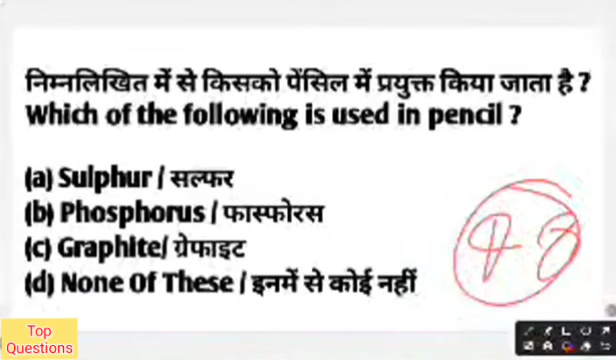 निम्नलिखित में से किसको पेंसिल में प्रयुक्त किया जाता है ?
Which of the following is used in pencil ?
(a) Sulphur / सल्फर
(b) Phosphorus / फास्फोरस
(c) Graphite/ ग्रेफाइट
(d) None Of These / इनमें से कोई नहीं
Top
Questions